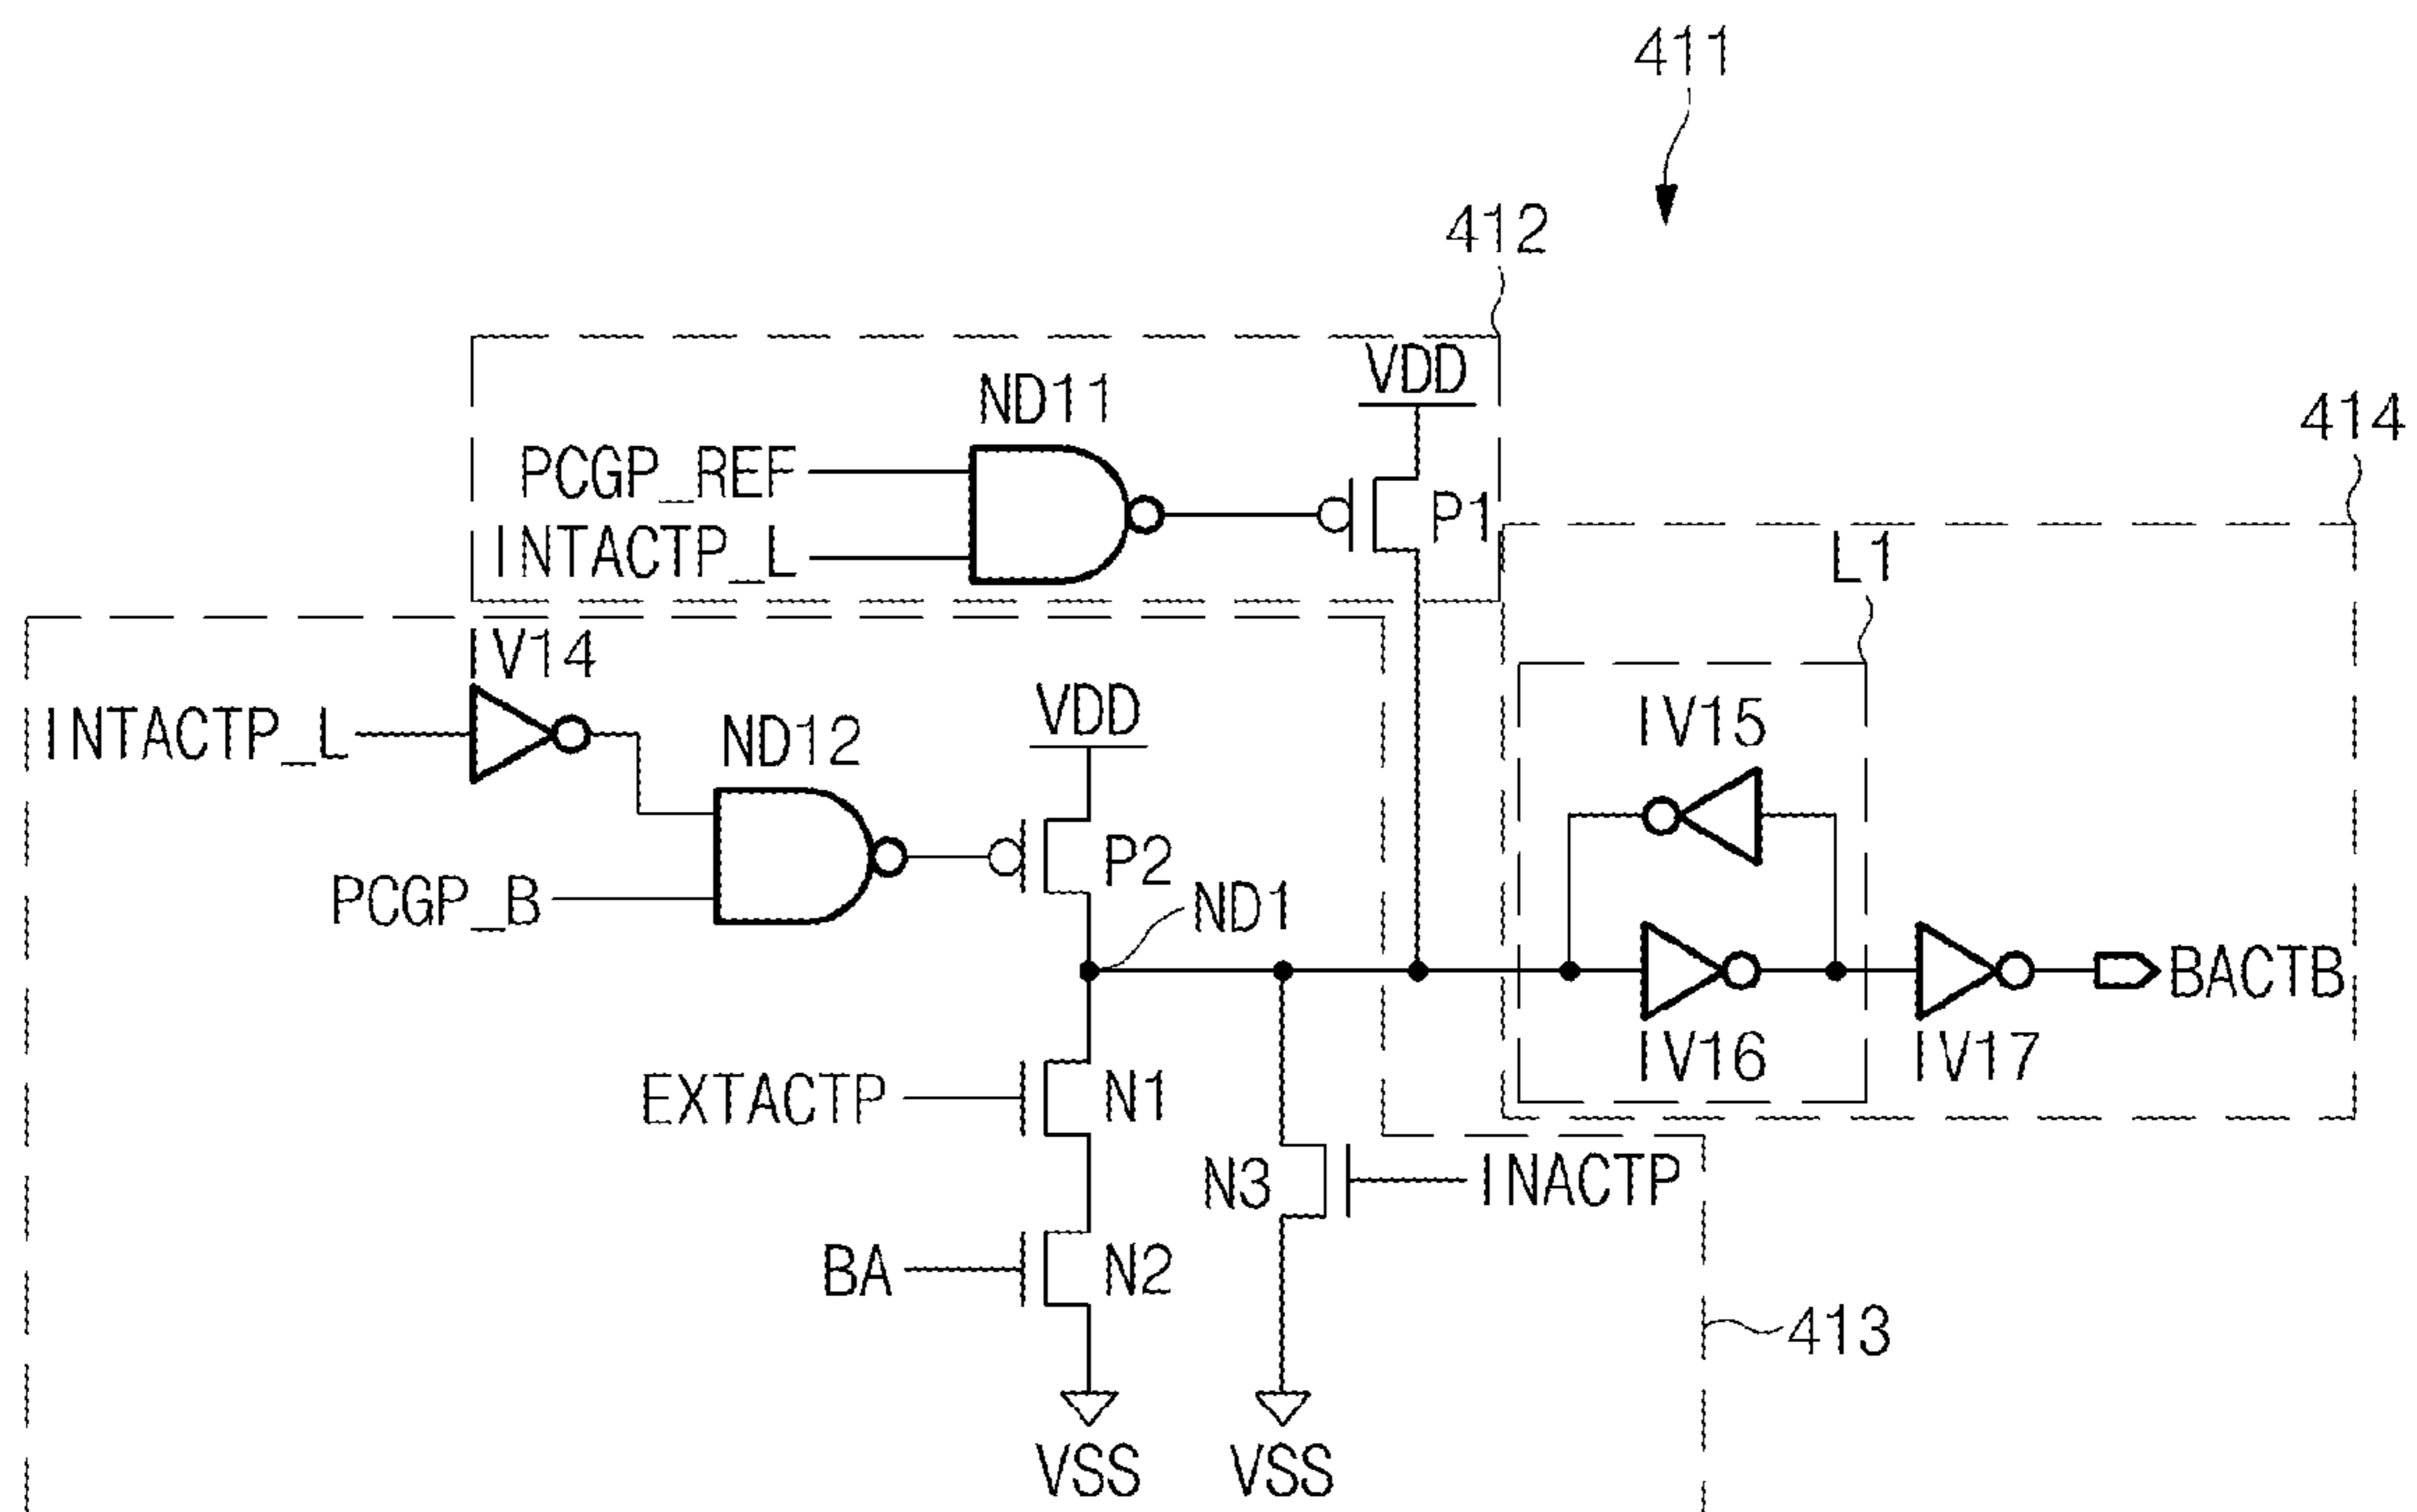 411
412
VDD
ND11
414
PCGP_REF
P1
INTACTP_L
L1
IV14
VDD
INTACTP_L
ND12
IV15
P2
PCGP_B
ND1
BACTB
IV16
IV17
EXTACTP
N1
N3
INACTP
BA
N2
413
VSS
VSS